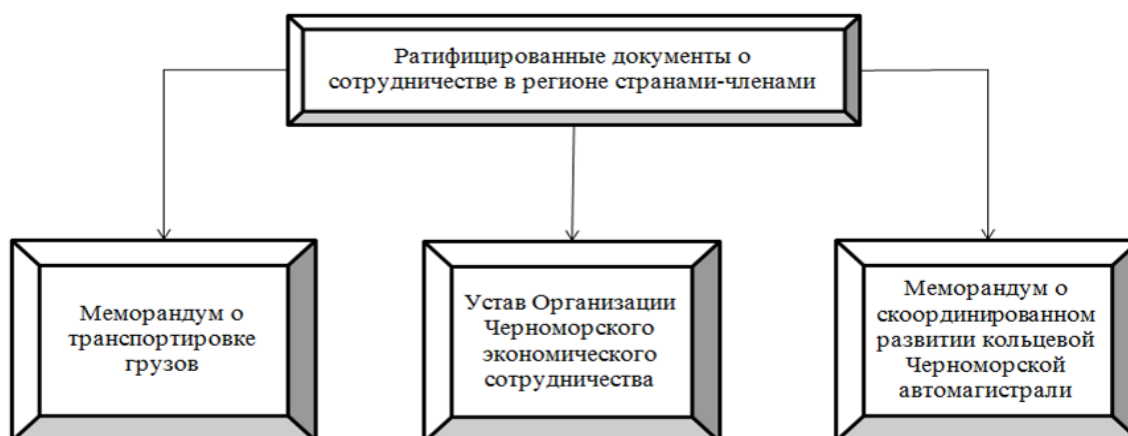 Ратифицированные документы о
сотрудничестве в регионе странами-членами
Меморандум о
транспортировке
грузов
Устав Организации
Черноморского
экономического
сотрудничества
Меморандум о
скоординированном
развитии кольцевой
Черноморской
автомагистрали